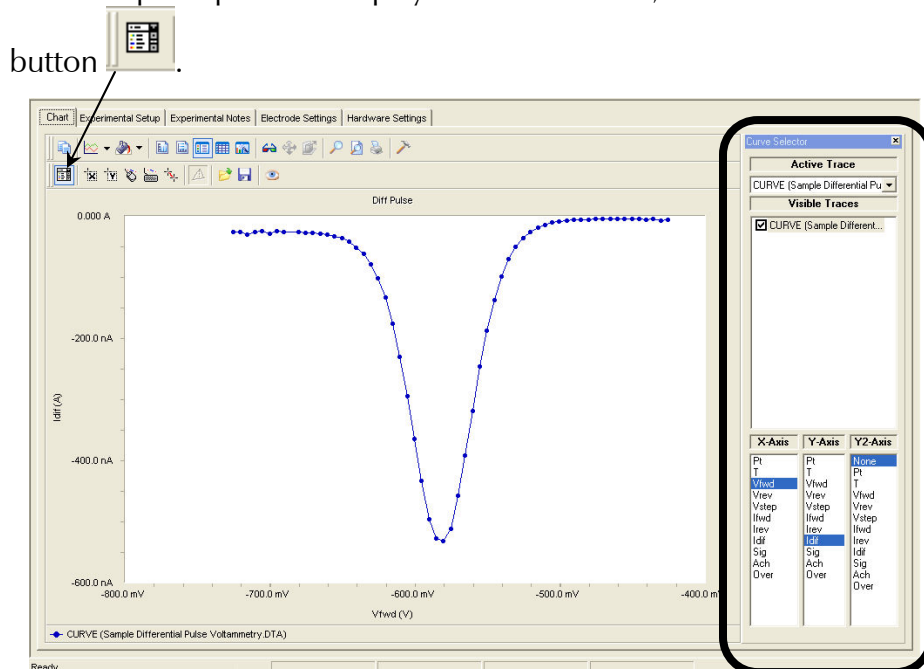 button .
Chart Experimental Setup Experimental Notes Electrode Settings Hardware Settings
Curve Selector
Active Trace
CURVE (Sample Differential Pu
Visible Traces
CURVE (Sample Different...
Diff Pulse
0.000 A
-200.0 nA
-400.0 nA
-600.0 nA
Idif (A)
-800.0 mV -700.0 mV -600.0 mV -500.0 mV -400.0 m
Vfwd (V)
CURVE (Sample Differential Pulse Voltammetry.DTA)
X-Axis Y-Axis Y2-Axis
Pt Pt None
T T Pt
Vfwd Vfwd T
Vrev Vrev Vfwd
Vstep Vstep Vrev
Ifwd Ifwd Vstep
Irev Irev Ifwd
Idif Idif Irev
Sig Sig Idif
Ach Ach Sig
Over Over Ach
Over
Ready